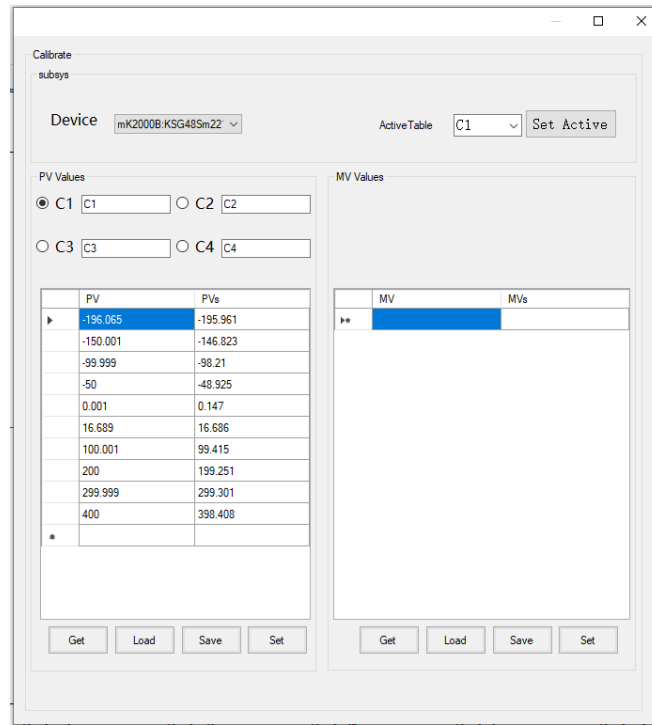 Calibrate
subsys
Device mK2000B:KSG48Sm22 ActiveTable C1 Set Active
PV Values
C1 C1 C2 C2
C3 C3 C4 C4
PV PVs
-196.065 -195.961
-150.001 -146.823
-99.999 -98.21
-50 -48.925
0.001 0.147
16.689 16.686
100.001 99.415
200 199.251
299.999 299.301
400 398.408
Get Load Save Set
MV Values
MV MVs
Get Load Save Set